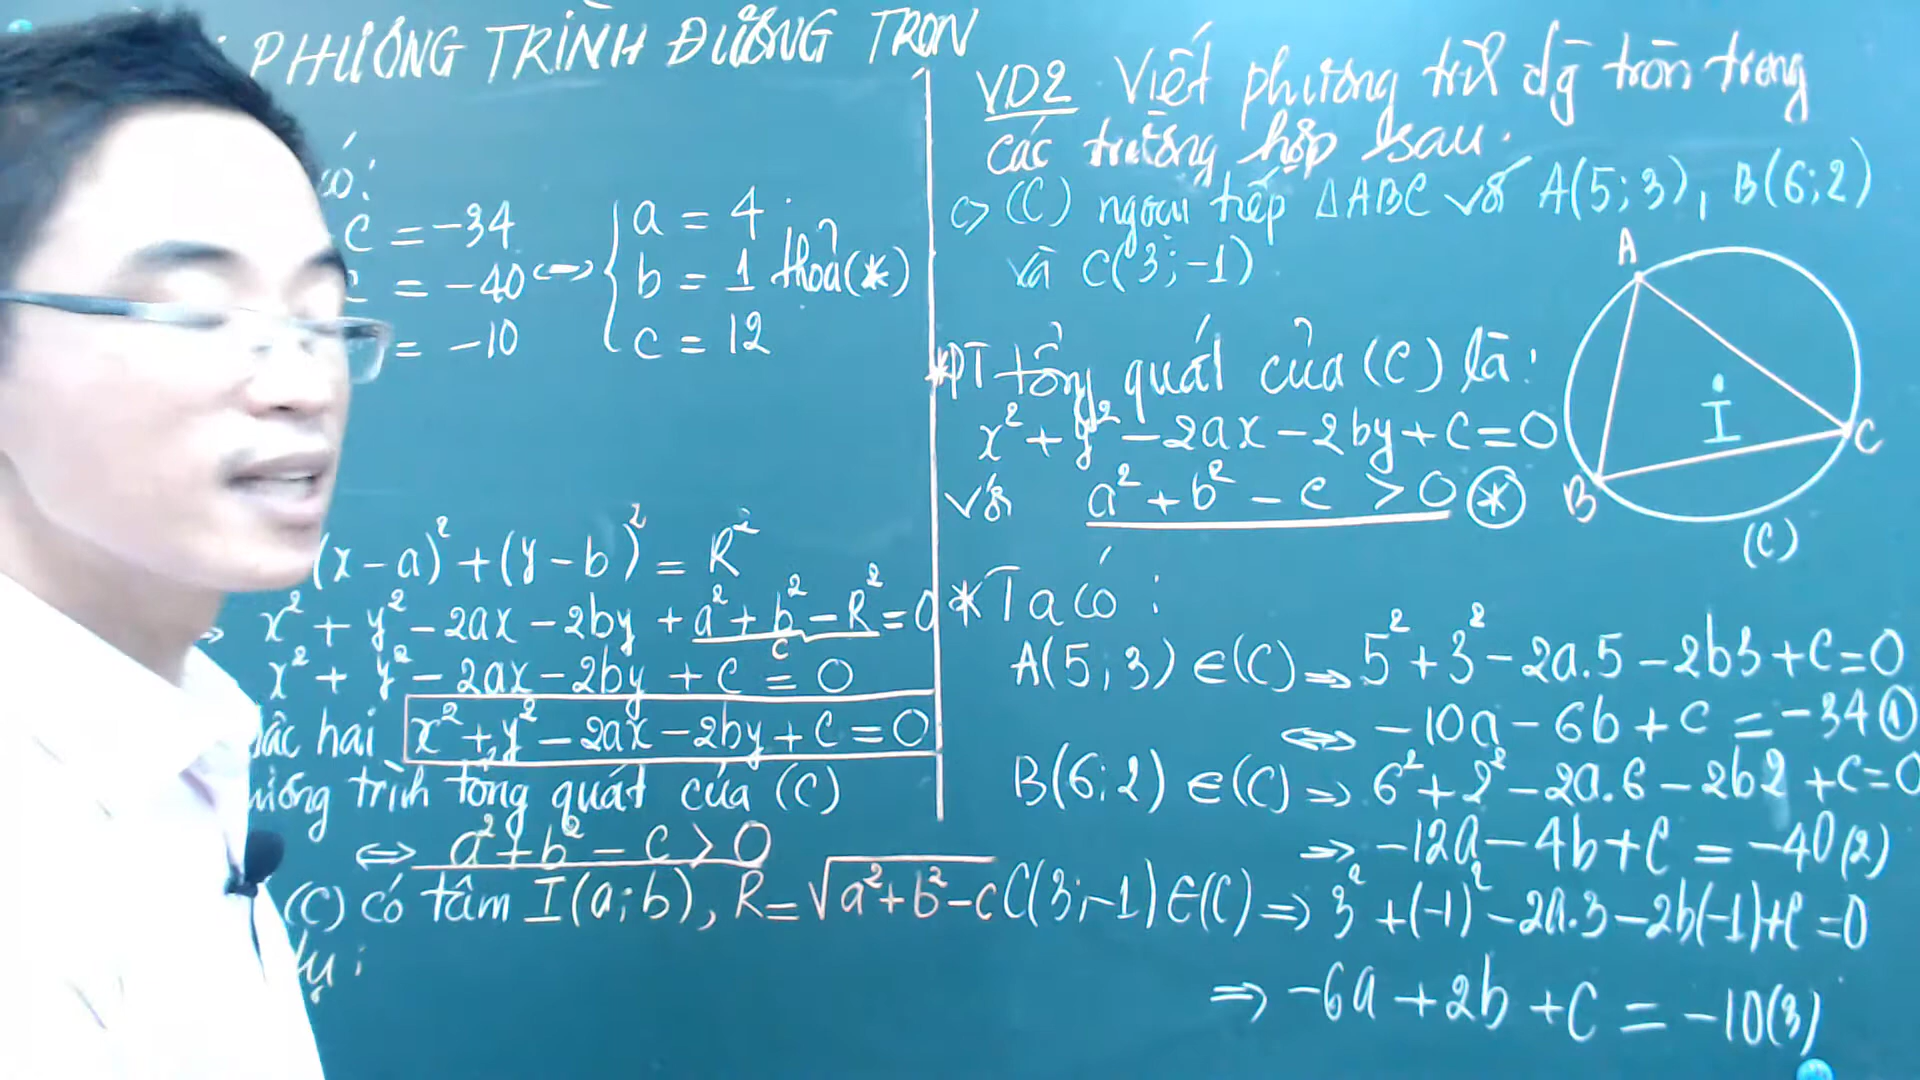 PHƯƠNG TRÌNH ĐƯỜNG TRÒN
có:
C = -34
= -40 <=> { a = 4
= -10 b = 1 thỏa (*)
c = 12
(x-a)² + (y-b)² = R²
x² + y² - 2ax - 2by + a² + b² - R² = 0
c
x² + y² - 2ax - 2by + c = 0
bậc hai x² + y² - 2ax - 2by + c = 0
trình tổng quát của (C)
<=> a² + b² - c > 0
(C) có tâm I(a;b), R = √(a²+b²-c)
VD2 Viết phương trì đg tròn trong
các trường hợp sau.
c> (C) ngoại tiếp ΔABC với A(5;3), B(6;2)
và C(3;-1)
*PT tổng quát của (C) là:
x² + y² - 2ax - 2by + c = 0
với a² + b² - c > 0 (*)
A
B
C
I
(C)
*Ta có:
A(5;3) ∈ (C) => 5² + 3² - 2a.5 - 2b3 + c = 0
<=> -10a - 6b + c = -34 (1)
B(6;2) ∈ (C) => 6² + 2² - 2a.6 - 2b2 + c = 0
=> -12a - 4b + c = -40 (2)
C(3;-1) ∈ (C) => 3² + (-1)² - 2a.3 - 2b(-1) + c = 0
=> -6a + 2b + c = -10 (3)